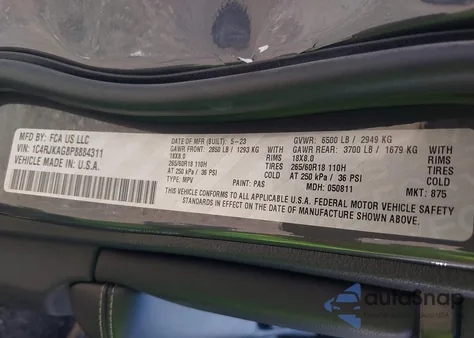 MFD BY: FCA US LLC
VIN: 1C4RJKAG8P8884311
VEHICLE MADE IN U.S.A.
DATE OF MFR (BUILT): 5-23
GAWR FRONT: 2850 LB / 1293 KG
WITH
18X8.0 RIMS
265/60R18 110H TIRES
AT 250 kPa / 36 PSI COLD
TYPE: MPV PAINT: PAS
GVWR: 6500 LB / 2949 KG
GAWR REAR: 3700 LB / 1679 KG
WITH
18X8.0 RIMS
265/60R18 110H TIRES
AT 250 kPa / 36 PSI COLD
MDH: 050811 MKT: 875
THIS VEHICLE CONFORMS TO ALL APPLICABLE U.S.A. FEDERAL MOTOR VEHICLE SAFETY
STANDARDS IN EFFECT ON THE DATE OF MANUFACTURE SHOWN ABOVE.
autoSnap